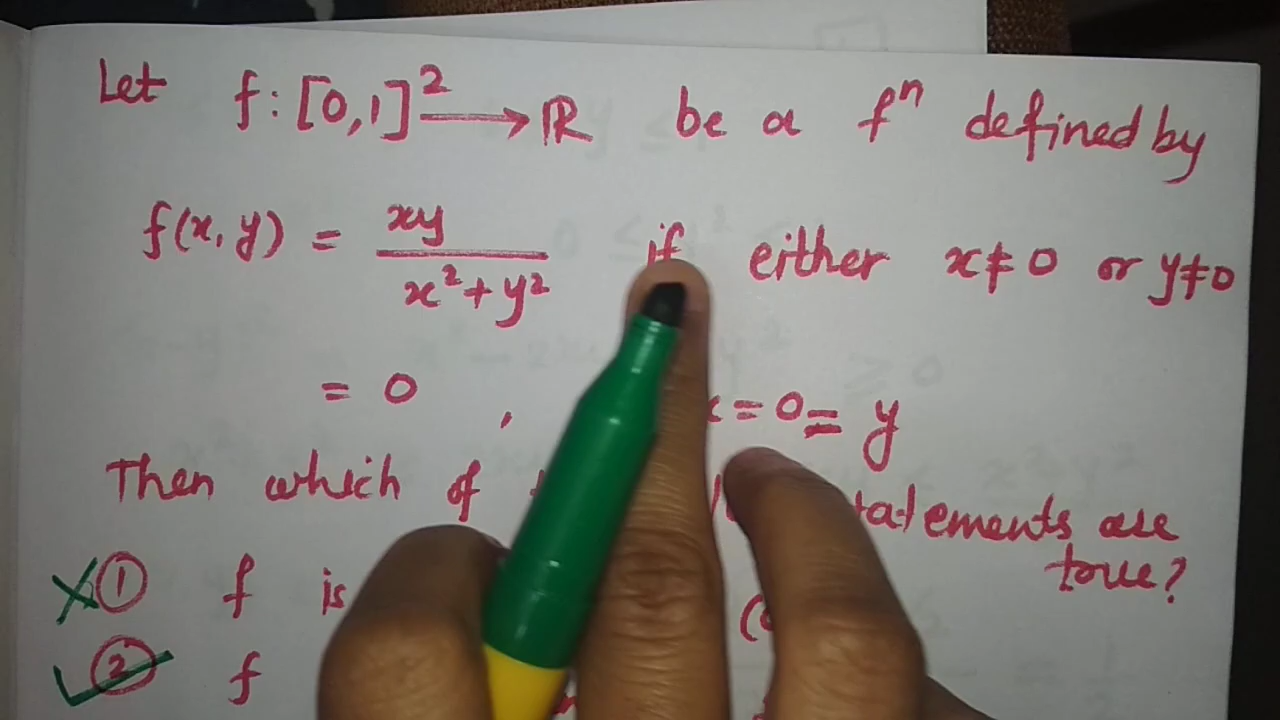 Let f: [0,1]² → ℝ be a fⁿ defined by
f(x, y) = xy / x² + y² if either x ≠ 0 or y ≠ 0
= 0 , x = 0 = y
Then which of statements are
true?
① f is (
② f